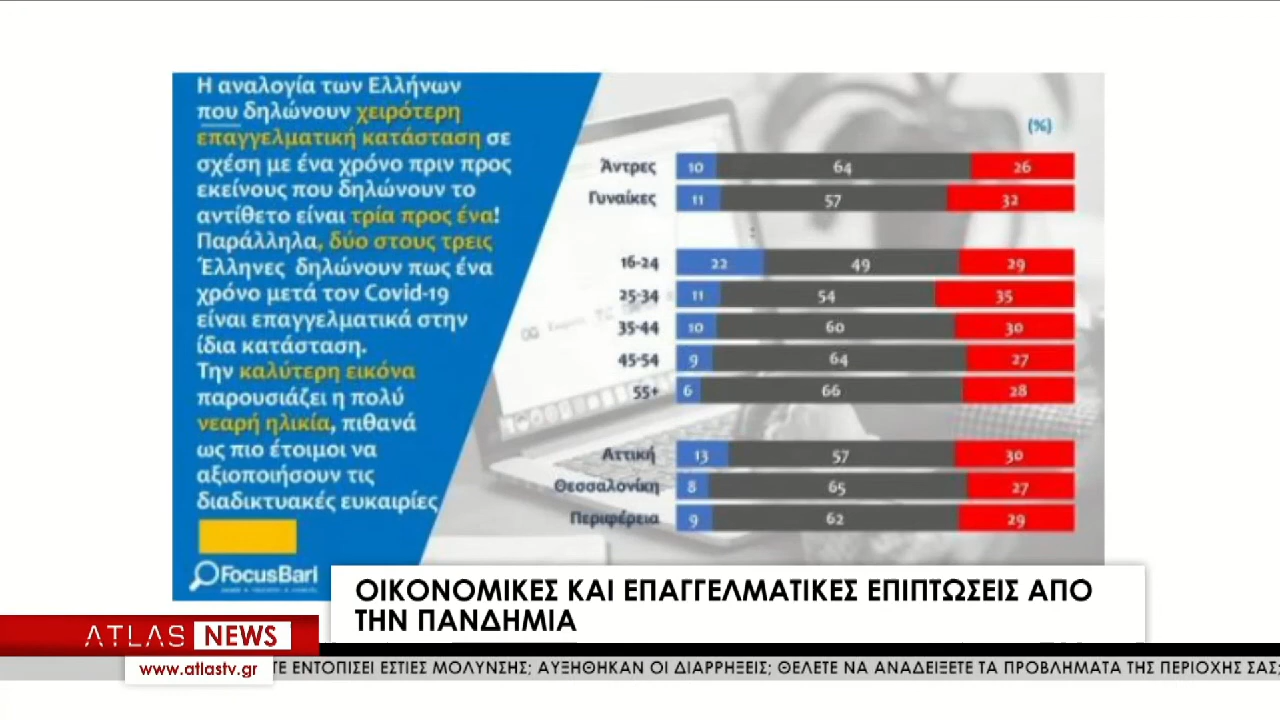 Η αναλογία των Ελλήνων
που δηλώνουν χειρότερη
επαγγελματική κατάσταση σε
σχέση με ένα χρόνο πριν προς
εκείνους που δηλώνουν το
αντίθετο είναι τρία προς ένα!
Παράλληλα, δύο στους τρεις
Έλληνες δηλώνουν πως ένα
χρόνο μετά τον Covid-19
είναι επαγγελματικά στην
ίδια κατάσταση.
Την καλύτερη εικόνα
παρουσιάζει η πολύ
νεαρή ηλικία, πιθανά
ως πιο έτοιμοι να
αξιοποιήσουν τις
διαδικτυακές ευκαιρίες
FocusBari
(%)
Άντρες 10 64 26
Γυναίκες 11 57 32
16-24 22 49 29
25-34 11 54 35
35-44 10 60 30
45-54 9 64 27
55+ 6 66 28
Αττική 13 57 30
Θεσσαλονίκη 8 65 27
Περιφέρεια 9 62 29
ΟΙΚΟΝΟΜΙΚΕΣ ΚΑΙ ΕΠΑΓΓΕΛΜΑΤΙΚΕΣ ΕΠΙΠΤΩΣΕΙΣ ΑΠΟ
ΤΗΝ ΠΑΝΔΗΜΙΑ
ATLAS NEWS
www.atlastv.gr ΤΕ ΕΝΤΟΠΙΣΕΙ ΕΣΤΙΕΣ ΜΟΛΥΝΣΗΣ; ΑΥΞΗΘΗΚΑΝ ΟΙ ΔΙΑΡΡΗΞΕΙΣ; ΘΕΛΕΤΕ ΝΑ ΑΝΑΔΕΙΞΕΤΕ ΤΑ ΠΡΟΒΛΗΜΑΤΑ ΤΗΣ ΠΕΡΙΟΧΗΣ ΣΑΣ;